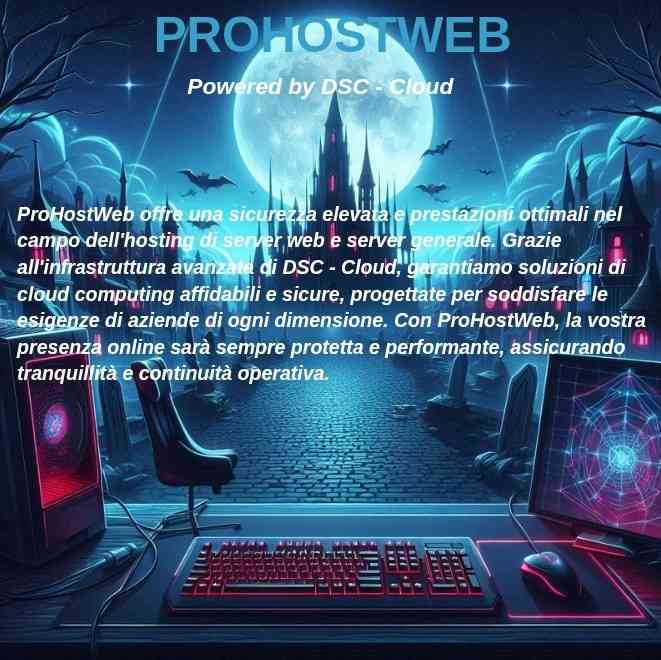 PROHOSTWEB
Powered by DSC - Cloud
ProHostWeb offre una sicurezza elevata e prestazioni ottimali nel
campo dell'hosting di server web e server generale. Grazie
all'infrastruttura avanzata di DSC - Cloud, garantiamo soluzioni di
cloud computing affidabili e sicure, progettate per soddisfare le
esigenze di aziende di ogni dimensione. Con ProHostWeb, la vostra
presenza online sarà sempre protetta e performante, assicurando
tranquillità e continuità operativa.